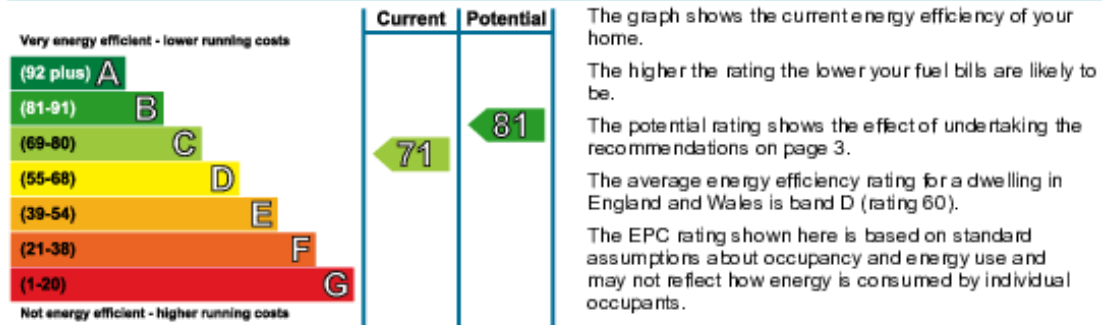 Current Potential
Very energy efficient - lower running costs
(92 plus) A
(81-91) B
(69-80) C
(55-68) D
(39-54) E
(21-38) F
(1-20) G
Not energy efficient - higher running costs
71
81
The graph shows the current energy efficiency of your
home.
The higher the rating the lower your fuel bills are likely to
be.
The potential rating shows the effect of undertaking the
recommendations on page 3.
The average energy efficiency rating for a dwelling in
England and Wales is band D (rating 60).
The EPC rating shown here is based on standard
assumptions about occupancy and energy use and
may not reflect how energy is consumed by individual
occupants.